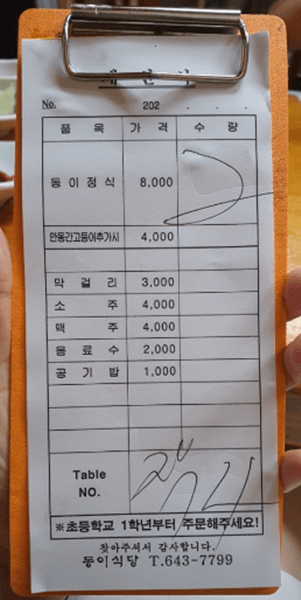 계 산 서
No. 202 . . .
품 목 가 격 수 량
동이정식 8,000 2
안동간고등어추가시 4,000
막 걸 리 3,000
소 주 4,000
맥 주 4,000
음 료 수 2,000
공 기 밥 1,000
Table
NO.
※초등학교 1학년부터 주문해주세요!
찾아주셔서 감사합니다.
동이식당 T.643-7799